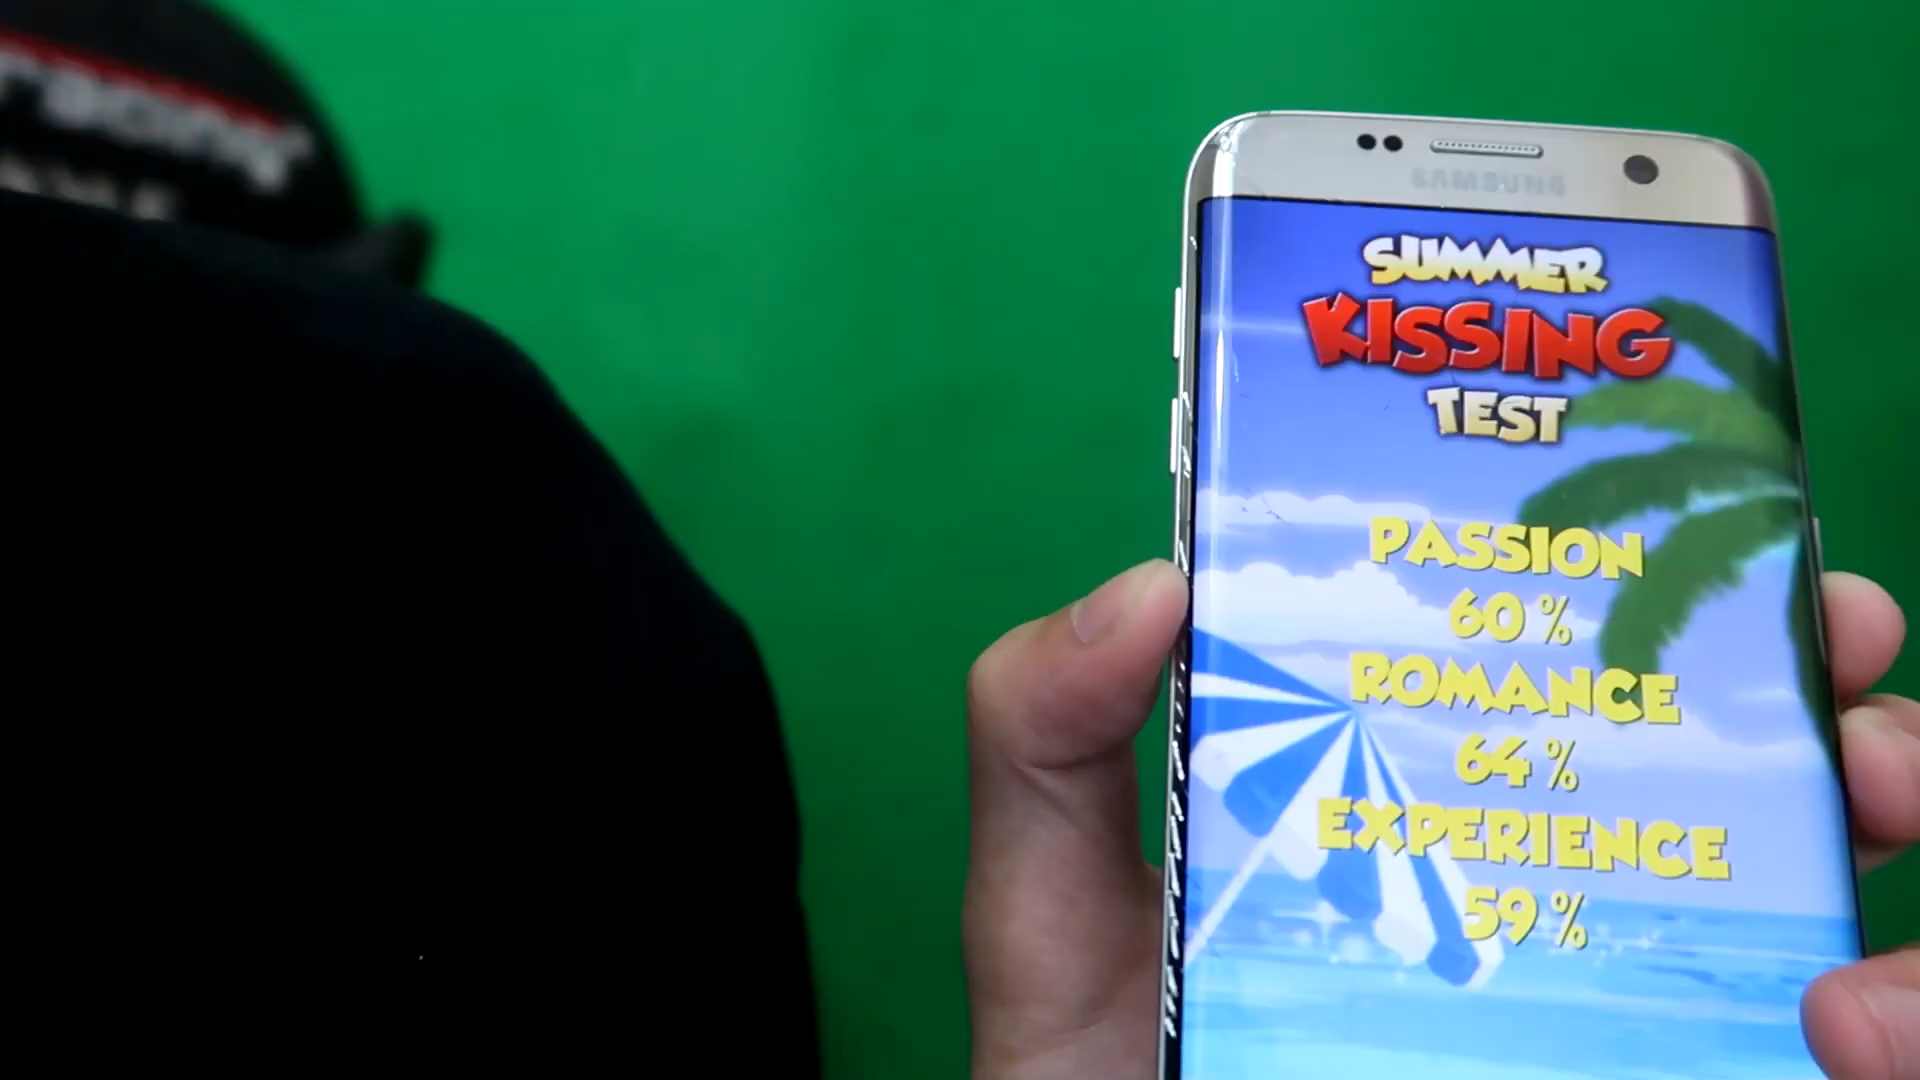 SAMSUNG
SUMMER
KISSING
TEST
PASSION
60 %
ROMANCE
64 %
EXPERIENCE
59 %